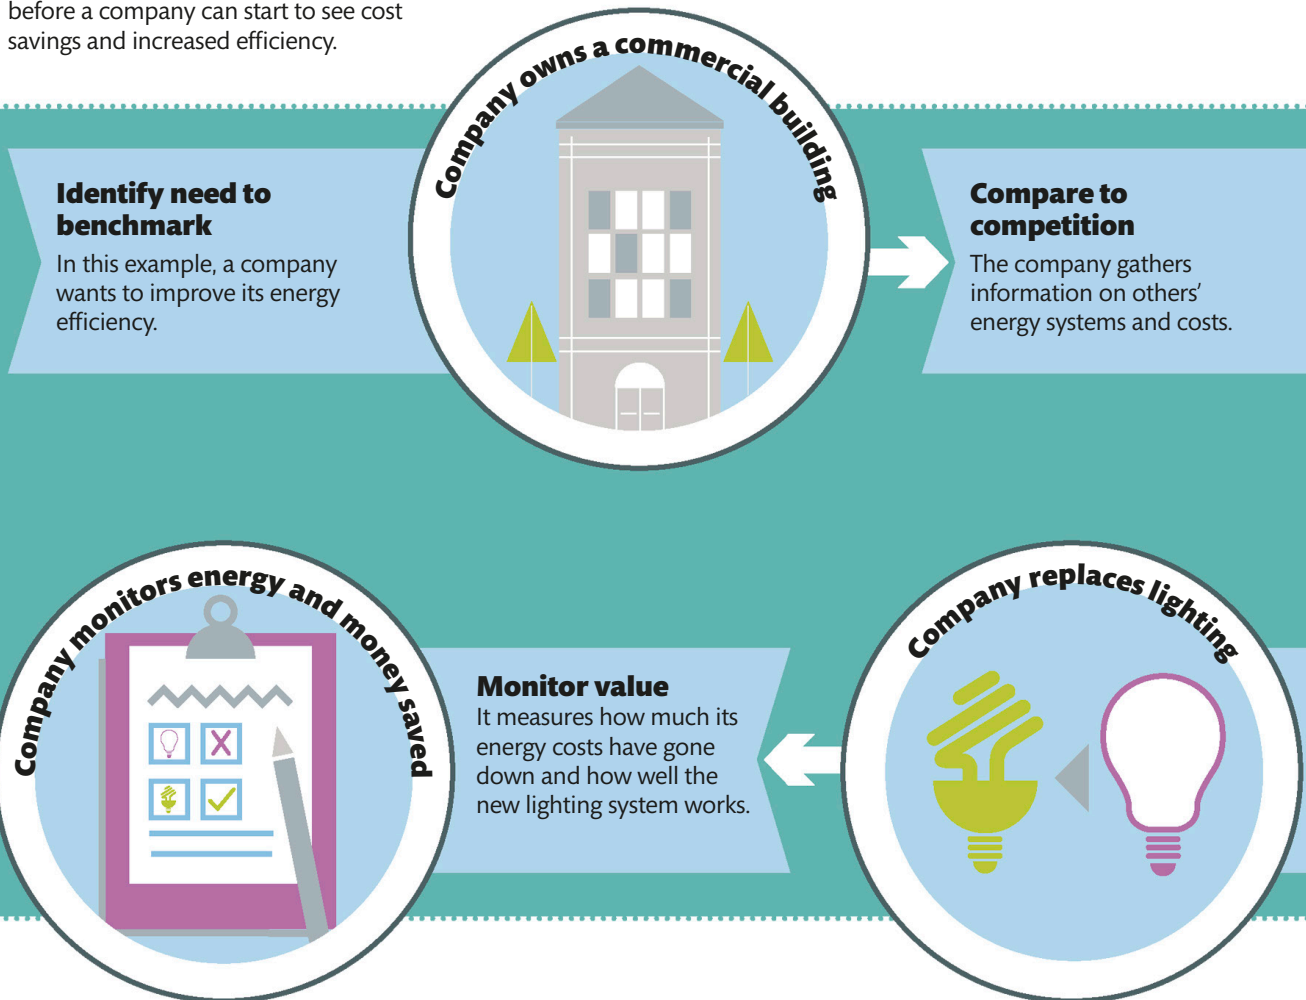 before a company can start to see cost
savings and increased efficiency.
Company owns a commercial building
Identify need to
benchmark
In this example, a company
wants to improve its energy
efficiency.
Compare to
competition
The company gathers
information on others’
energy systems and costs.
Company monitors energy and money saved
Monitor value
It measures how much its
energy costs have gone
down and how well the
new lighting system works.
Company replaces lighting